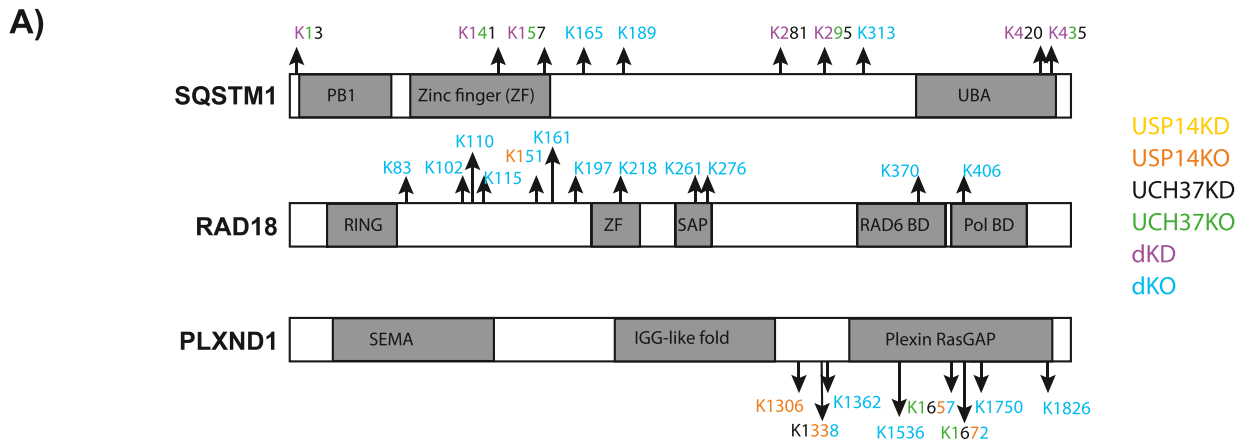 A)
K13 K141 K157 K165 K189 K281 K295 K313 K420 K435
SQSTM1 PB1 Zinc finger (ZF) UBA
USP14KD
USP14KO
UCH37KD
UCH37KO
dKD
dKO
K83 K102 K110 K115 K151 K161 K197 K218 K261 K276 K370 K406
RAD18 RING ZF SAP RAD6 BD Pol BD
PLXND1 SEMA IGG-like fold Plexin RasGAP
K1306 K1338 K1362 K1536 K1657 K1672 K1750 K1826